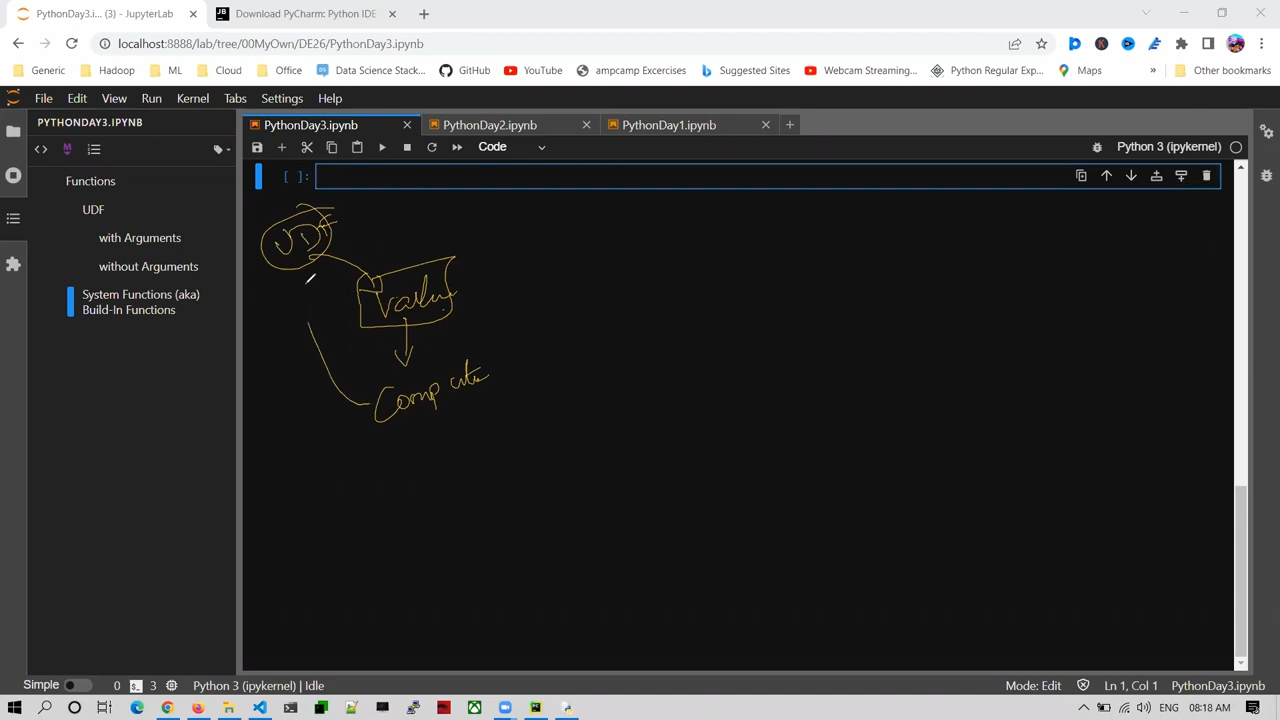 PythonDay3.i... (3) - JupyterLab
Download PyCharm: Python IDE
localhost:8888/lab/tree/00MyOwn/DE26/PythonDay3.ipynb
Generic Hadoop ML Cloud Office Data Science Stack... GitHub YouTube ampcamp Excercises Suggested Sites Webcam Streaming... Python Regular Exp... Maps » Other bookmarks
File Edit View Run Kernel Tabs Settings Help
PYTHONDAY3.IPYNB
PythonDay3.ipynb PythonDay2.ipynb PythonDay1.ipynb
Code Python 3 (ipykernel)
Functions
UDF
with Arguments
without Arguments
System Functions (aka)
Build-In Functions
[ ]:
UDF
Value
Simple 0 3 Python 3 (ipykernel) | Idle Mode: Edit Ln 1, Col 1 PythonDay3.ipynb
ENG 08:18 AM